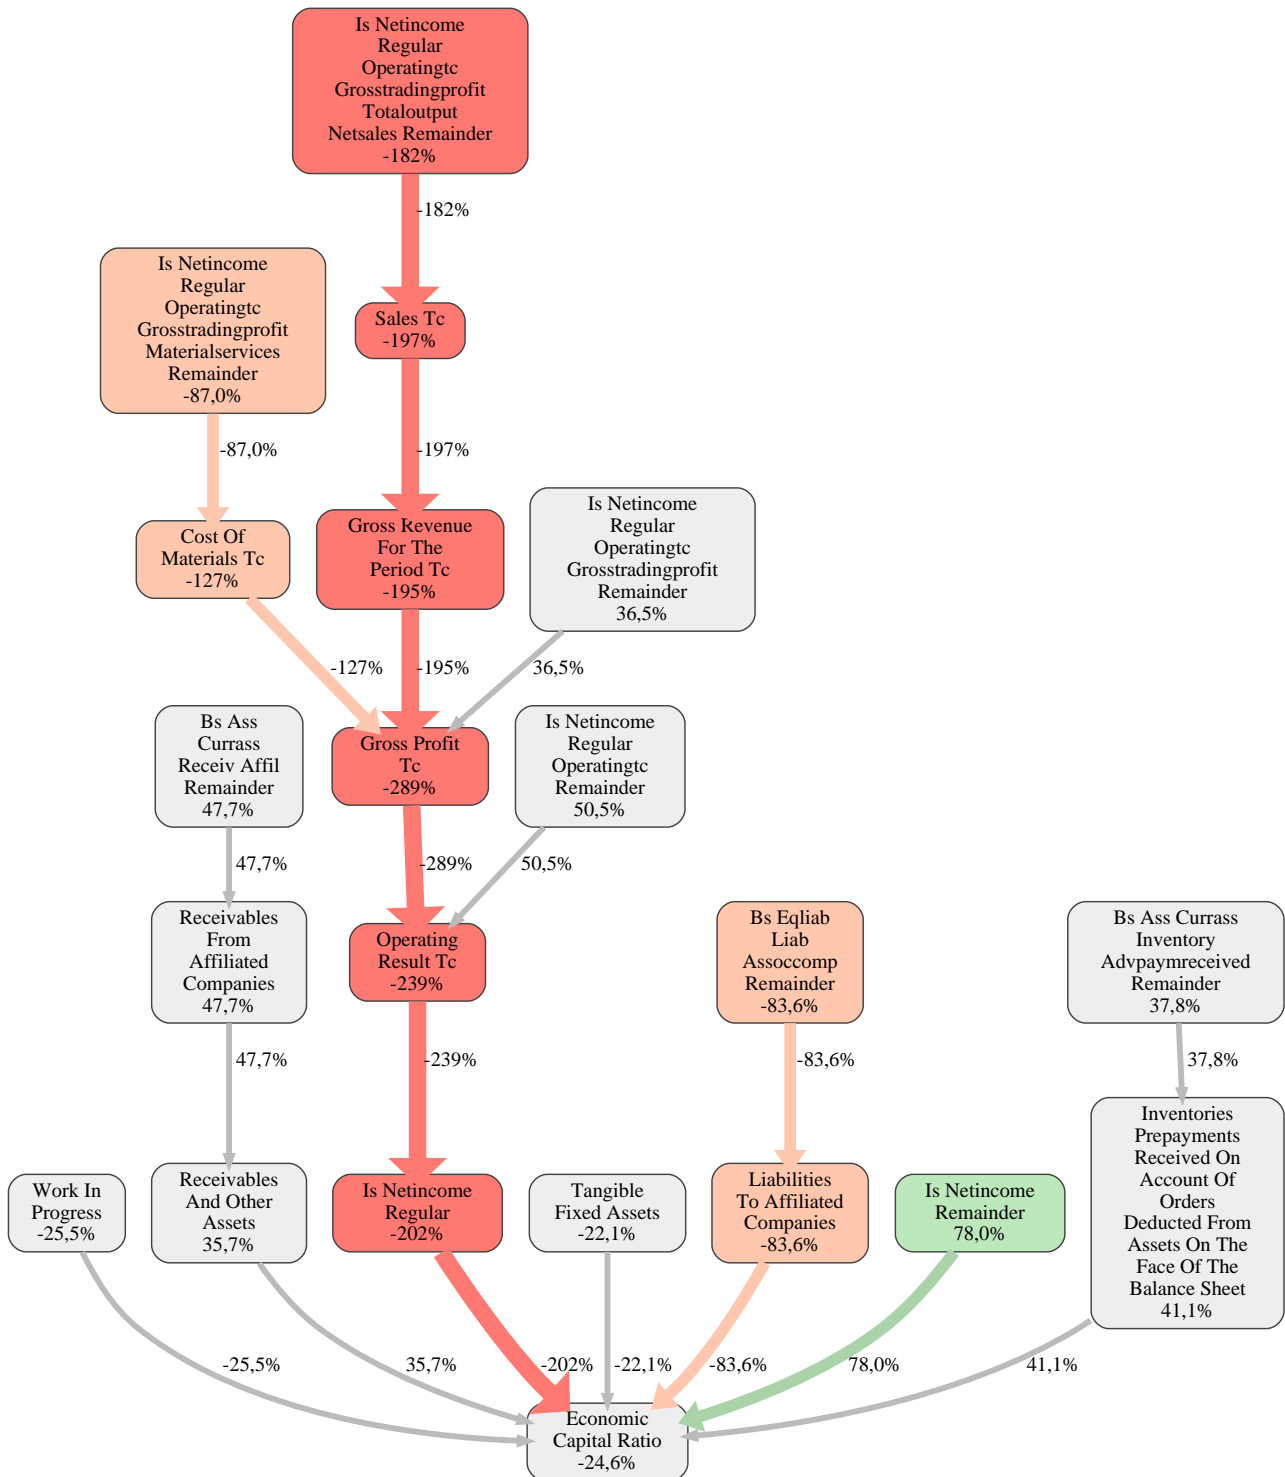 Is Netincome
Regular
Operatingtc
Grosstradingprofit
Totaloutput
Netsales Remainder
-182%
-182%
Is Netincome
Regular
Operatingtc
Grosstradingprofit
Materialservices
Remainder
-87,0%
Sales Tc
-197%
-87,0%
-197%
Cost Of
Materials Tc
-127%
Gross Revenue
For The
Period Tc
-195%
Is Netincome
Regular
Operatingtc
Grosstradingprofit
Remainder
36,5%
-127%
-195%
36,5%
Bs Ass
Currass
Receiv Affil
Remainder
47,7%
Gross Profit
Tc
-289%
Is Netincome
Regular
Operatingtc
Remainder
50,5%
47,7%
-289%
50,5%
Receivables
From
Affiliated
Companies
47,7%
Operating
Result Tc
-239%
Bs Eqliab
Liab
Assoccomp
Remainder
-83,6%
Bs Ass Currass
Inventory
Advpaymreceived
Remainder
37,8%
47,7%
-239%
-83,6%
37,8%
Work In
Progress
-25,5%
Receivables
And Other
Assets
35,7%
Is Netincome
Regular
-202%
Tangible
Fixed Assets
-22,1%
Liabilities
To Affiliated
Companies
-83,6%
Is Netincome
Remainder
78,0%
Inventories
Prepayments
Received On
Account Of
Orders
Deducted From
Assets On The
Face Of The
Balance Sheet
41,1%
-25,5%
35,7%
-202%
-22,1%
-83,6%
78,0%
41,1%
Economic
Capital Ratio
-24,6%